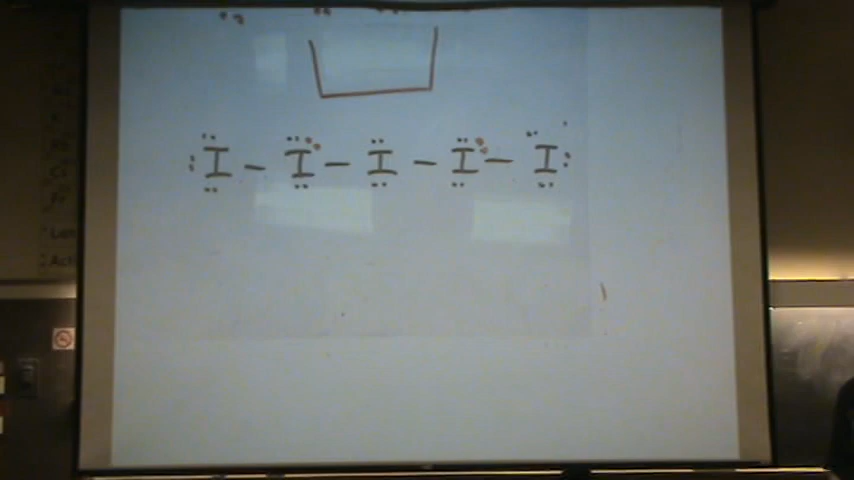 I – I – I – I – I